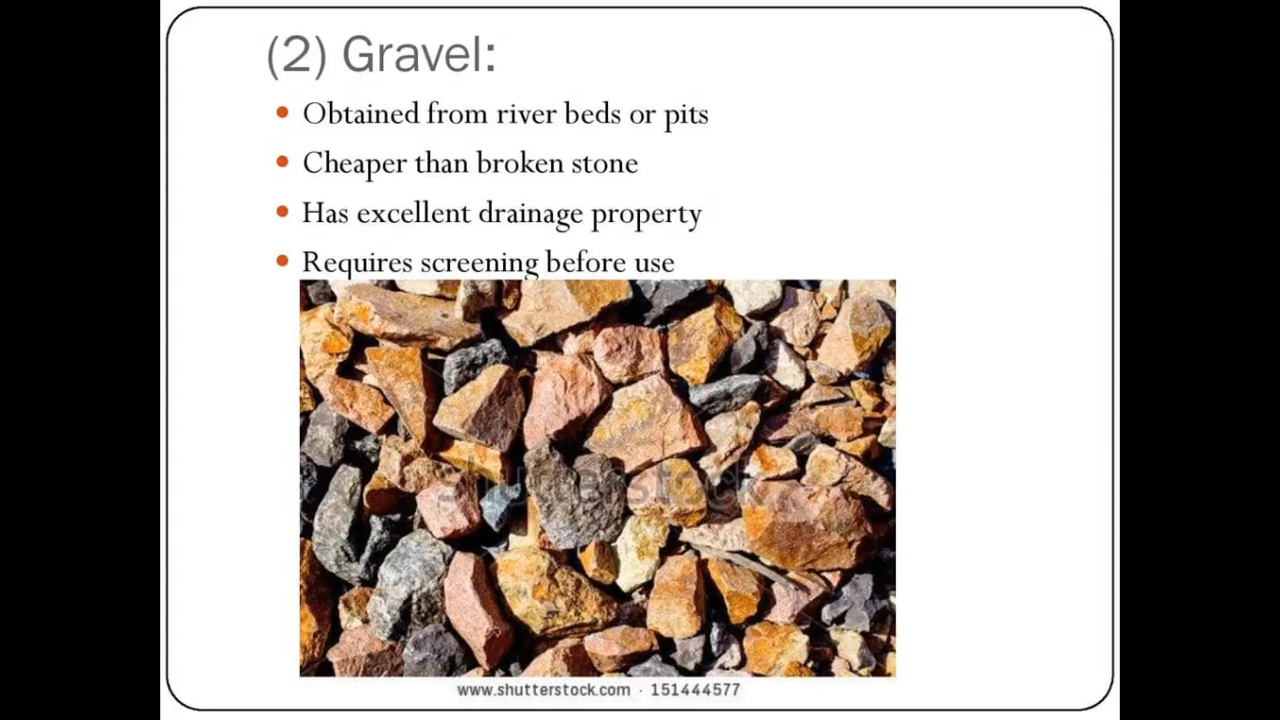 (2) Gravel:
Obtained from river beds or pits
Cheaper than broken stone
Has excellent drainage property
Requires screening before use
shutterstock
www.shutterstock.com · 151444577